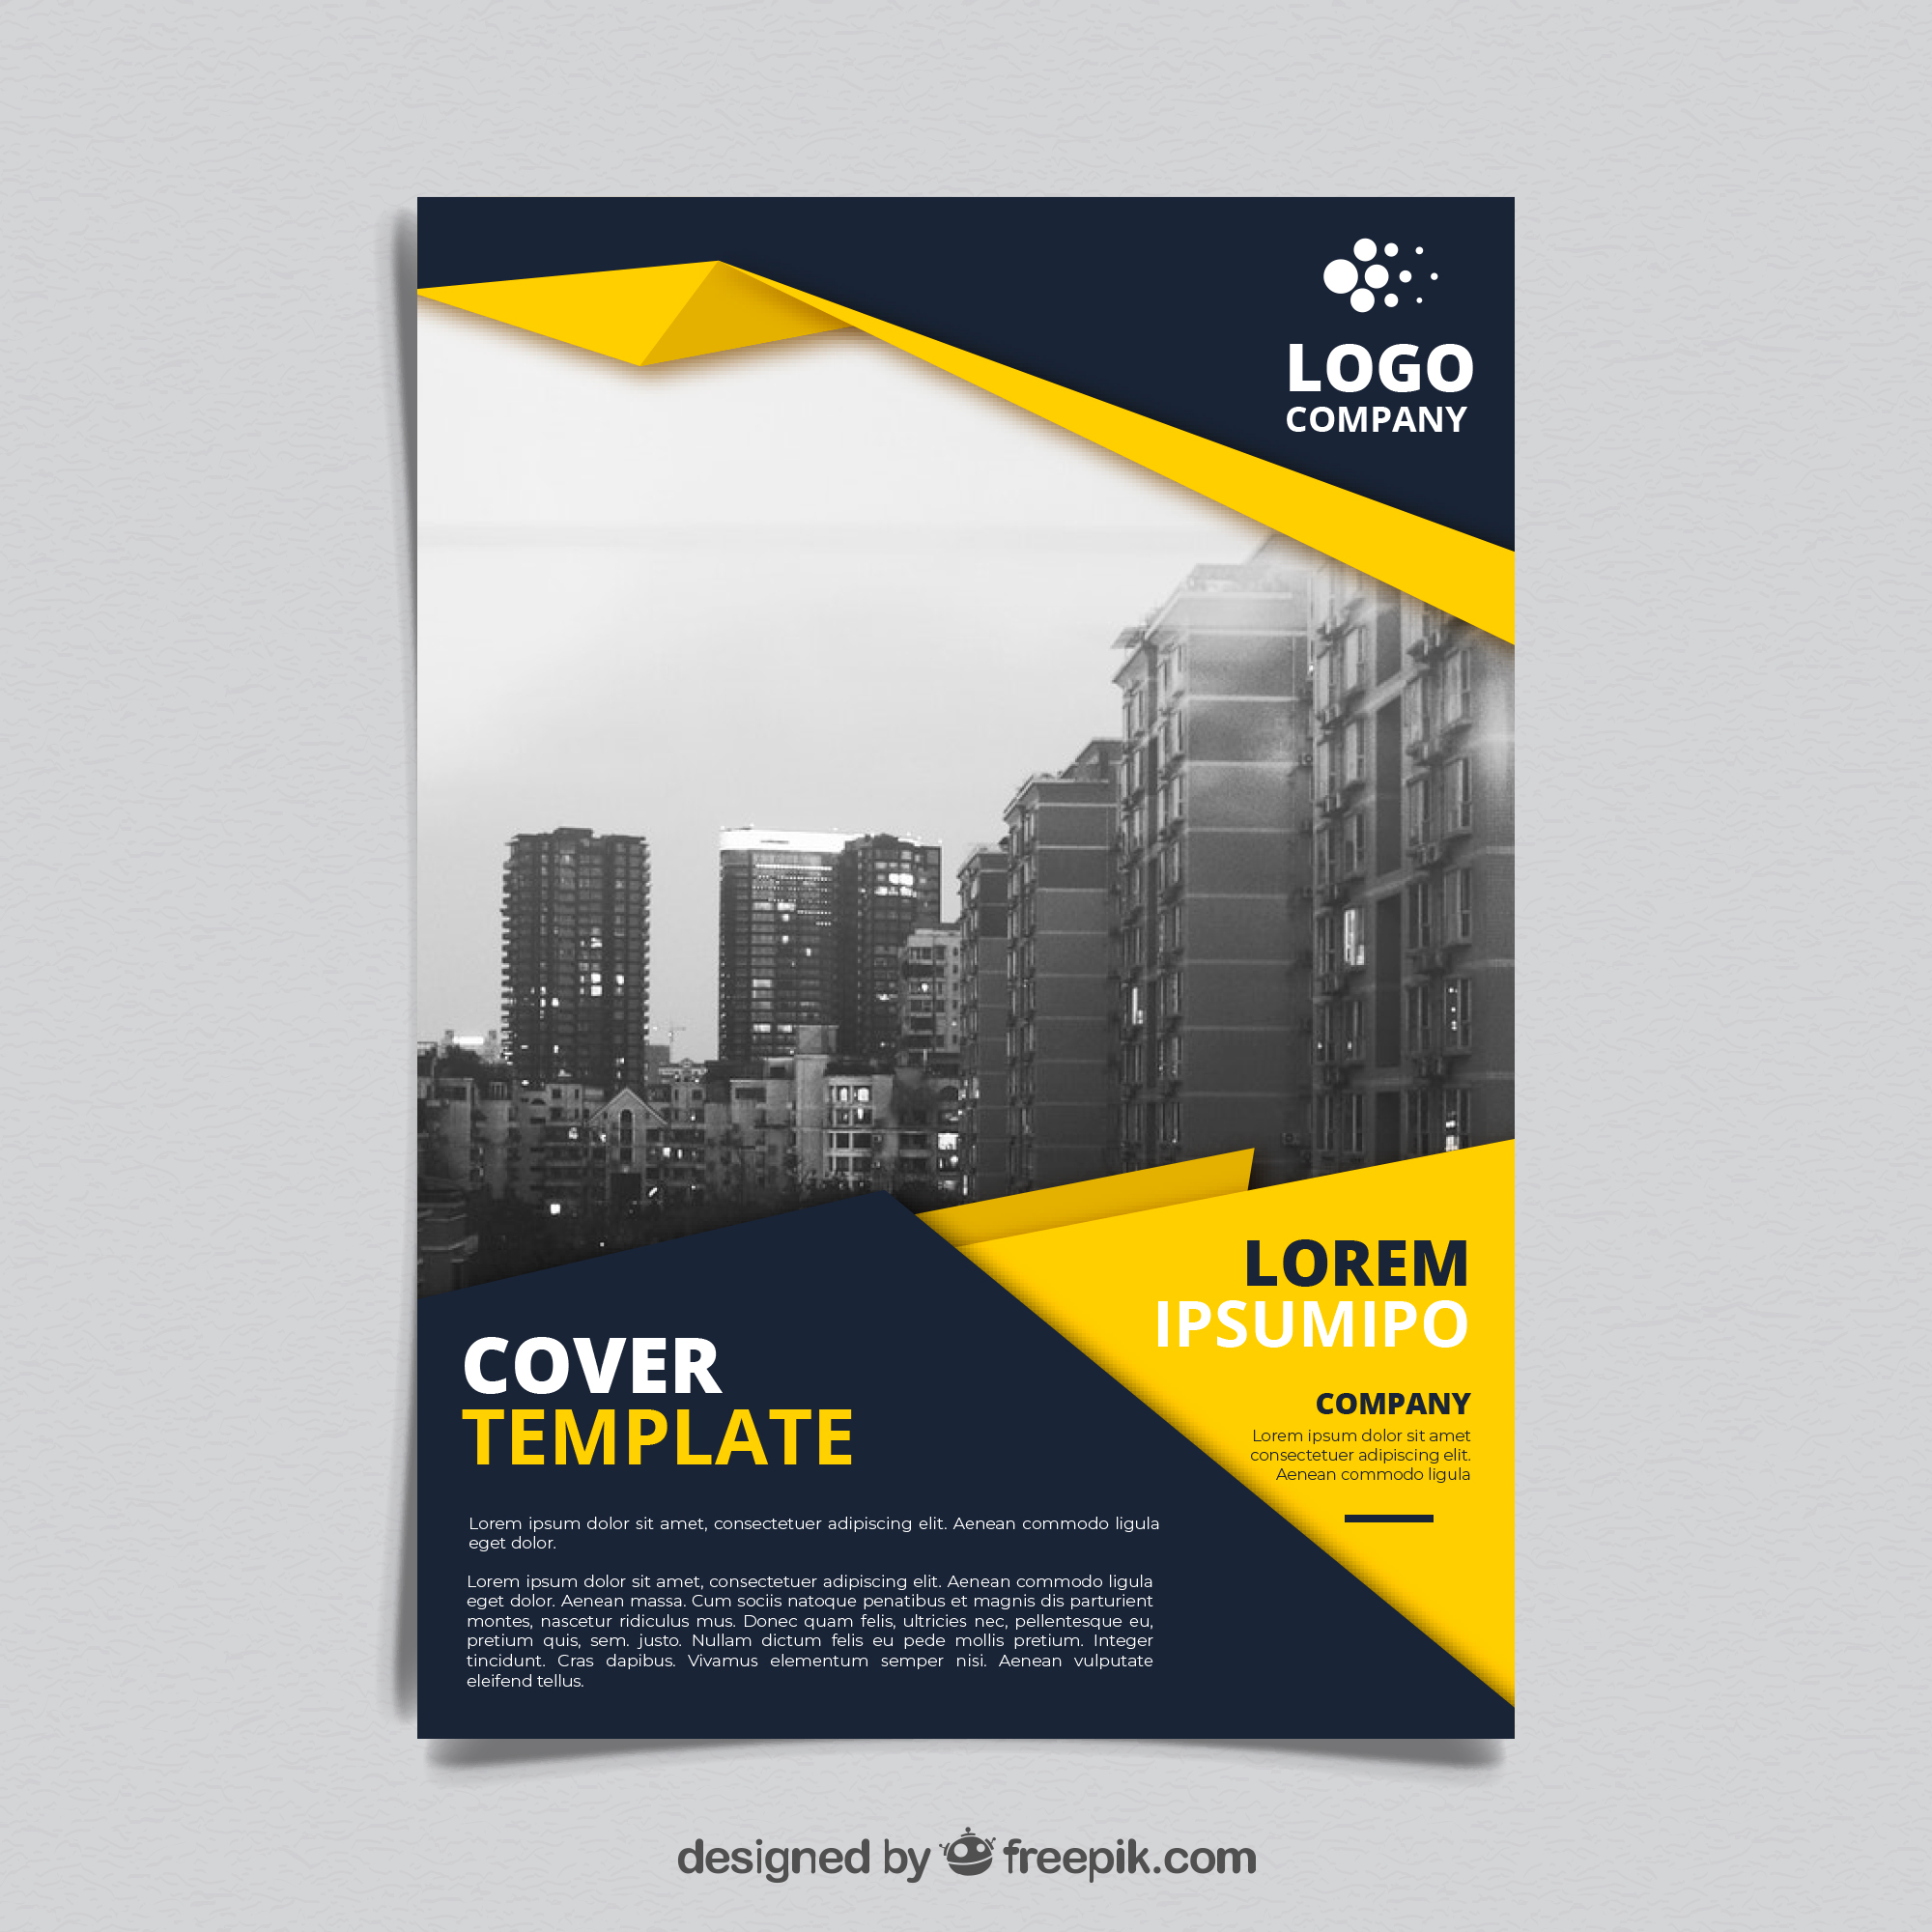 LOGO
COMPANY
LOREM
IPSUMIPO
COMPANY
Lorem ipsum dolor sit amet
consectetuer adipiscing elit.
Aenean commodo ligula
COVER
TEMPLATE
Lorem ipsum dolor sit amet, consectetuer adipiscing elit. Aenean commodo ligula
eget dolor.
Lorem ipsum dolor sit amet, consectetuer adipiscing elit. Aenean commodo ligula
eget dolor. Aenean massa. Cum sociis natoque penatibus et magnis dis parturient
montes, nascetur ridiculus mus. Donec quam felis, ultricies nec, pellentesque eu,
pretium quis, sem. justo. Nullam dictum felis eu pede mollis pretium. Integer
tincidunt. Cras dapibus. Vivamus elementum semper nisi. Aenean vulputate
eleifend tellus.
designed by freepik.com